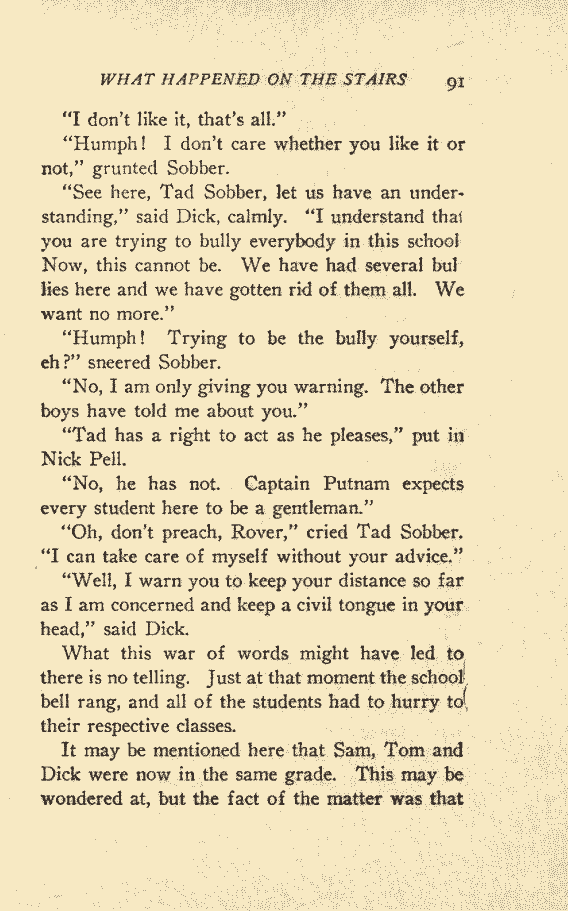 WHAT HAPPENED ON THE STAIRS 91
"I don't like it, that's all."
"Humph! I don't care whether you like it or
not," grunted Sobber.
"See here, Tad Sobber, let us have an under-
standing," said Dick, calmly. "I understand that
you are trying to bully everybody in this school
Now, this cannot be. We have had several bul
lies here and we have gotten rid of them all. We
want no more."
"Humph! Trying to be the bully yourself,
eh?" sneered Sobber.
"No, I am only giving you warning. The other
boys have told me about you."
"Tad has a right to act as he pleases," put in
Nick Pell.
"No, he has not. Captain Putnam expects
every student here to be a gentleman."
"Oh, don't preach, Rover," cried Tad Sobber.
"I can take care of myself without your advice."
"Well, I warn you to keep your distance so far
as I am concerned and keep a civil tongue in your
head," said Dick.
What this war of words might have led to
there is no telling. Just at that moment the school
bell rang, and all of the students had to hurry to
their respective classes.
It may be mentioned here that Sam, Tom and
Dick were now in the same grade. This may be
wondered at, but the fact of the matter was that